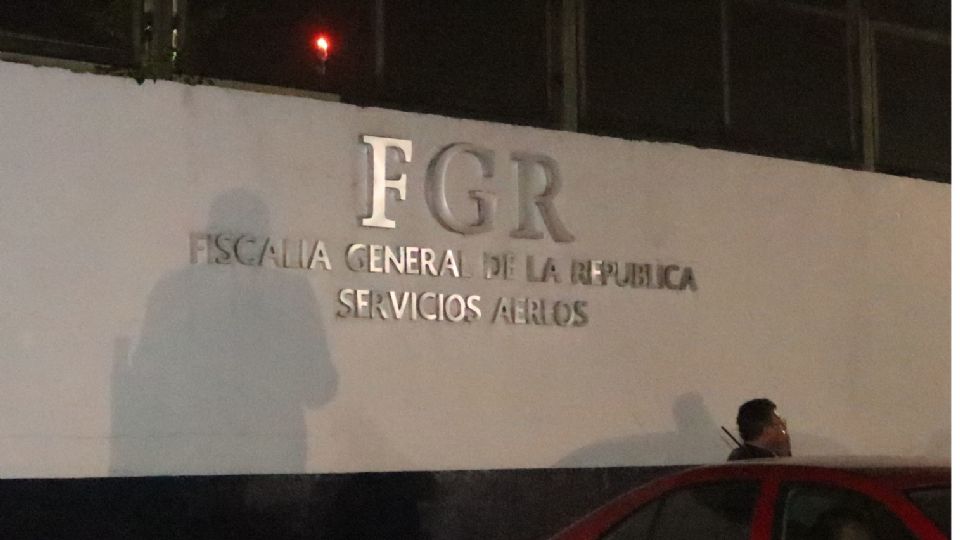 FGR
FISCALIA GENERAL DE LA REPUBLICA
SERVICIOS AEREOS